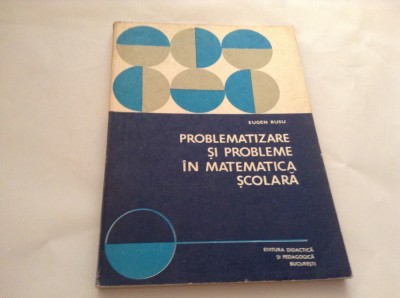 EUGEN RUSU
PROBLEMATIZARE
ȘI PROBLEME
ÎN MATEMATICA
ȘCOLARĂ
EDITURA DIDACTICĂ
ȘI PEDAGOGICĂ
BUCUREȘTI